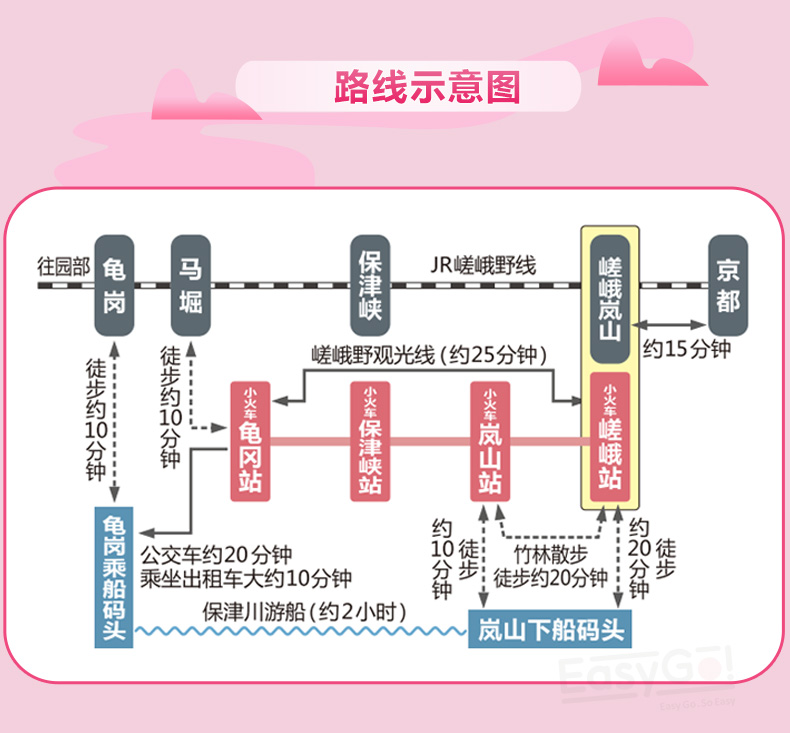 路线示意图
往园部
龟岗
马堀
保津峡
JR嵯峨野线
嵯峨岚山
京都
约15分钟
嵯峨野观光线(约25分钟)
徒步约10分钟
徒步约10分钟
小火车龟冈站
小火车保津峡站
小火车岚山站
小火车嵯峨站
龟岗乘船码头
公交车约20分钟
乘坐出租车大约10分钟
保津川游船(约2小时)
徒步
约10分钟
竹林散步
徒步约20分钟
徒步
约20分钟
岚山下船码头
EasyGo!
EasyGo, So Easy